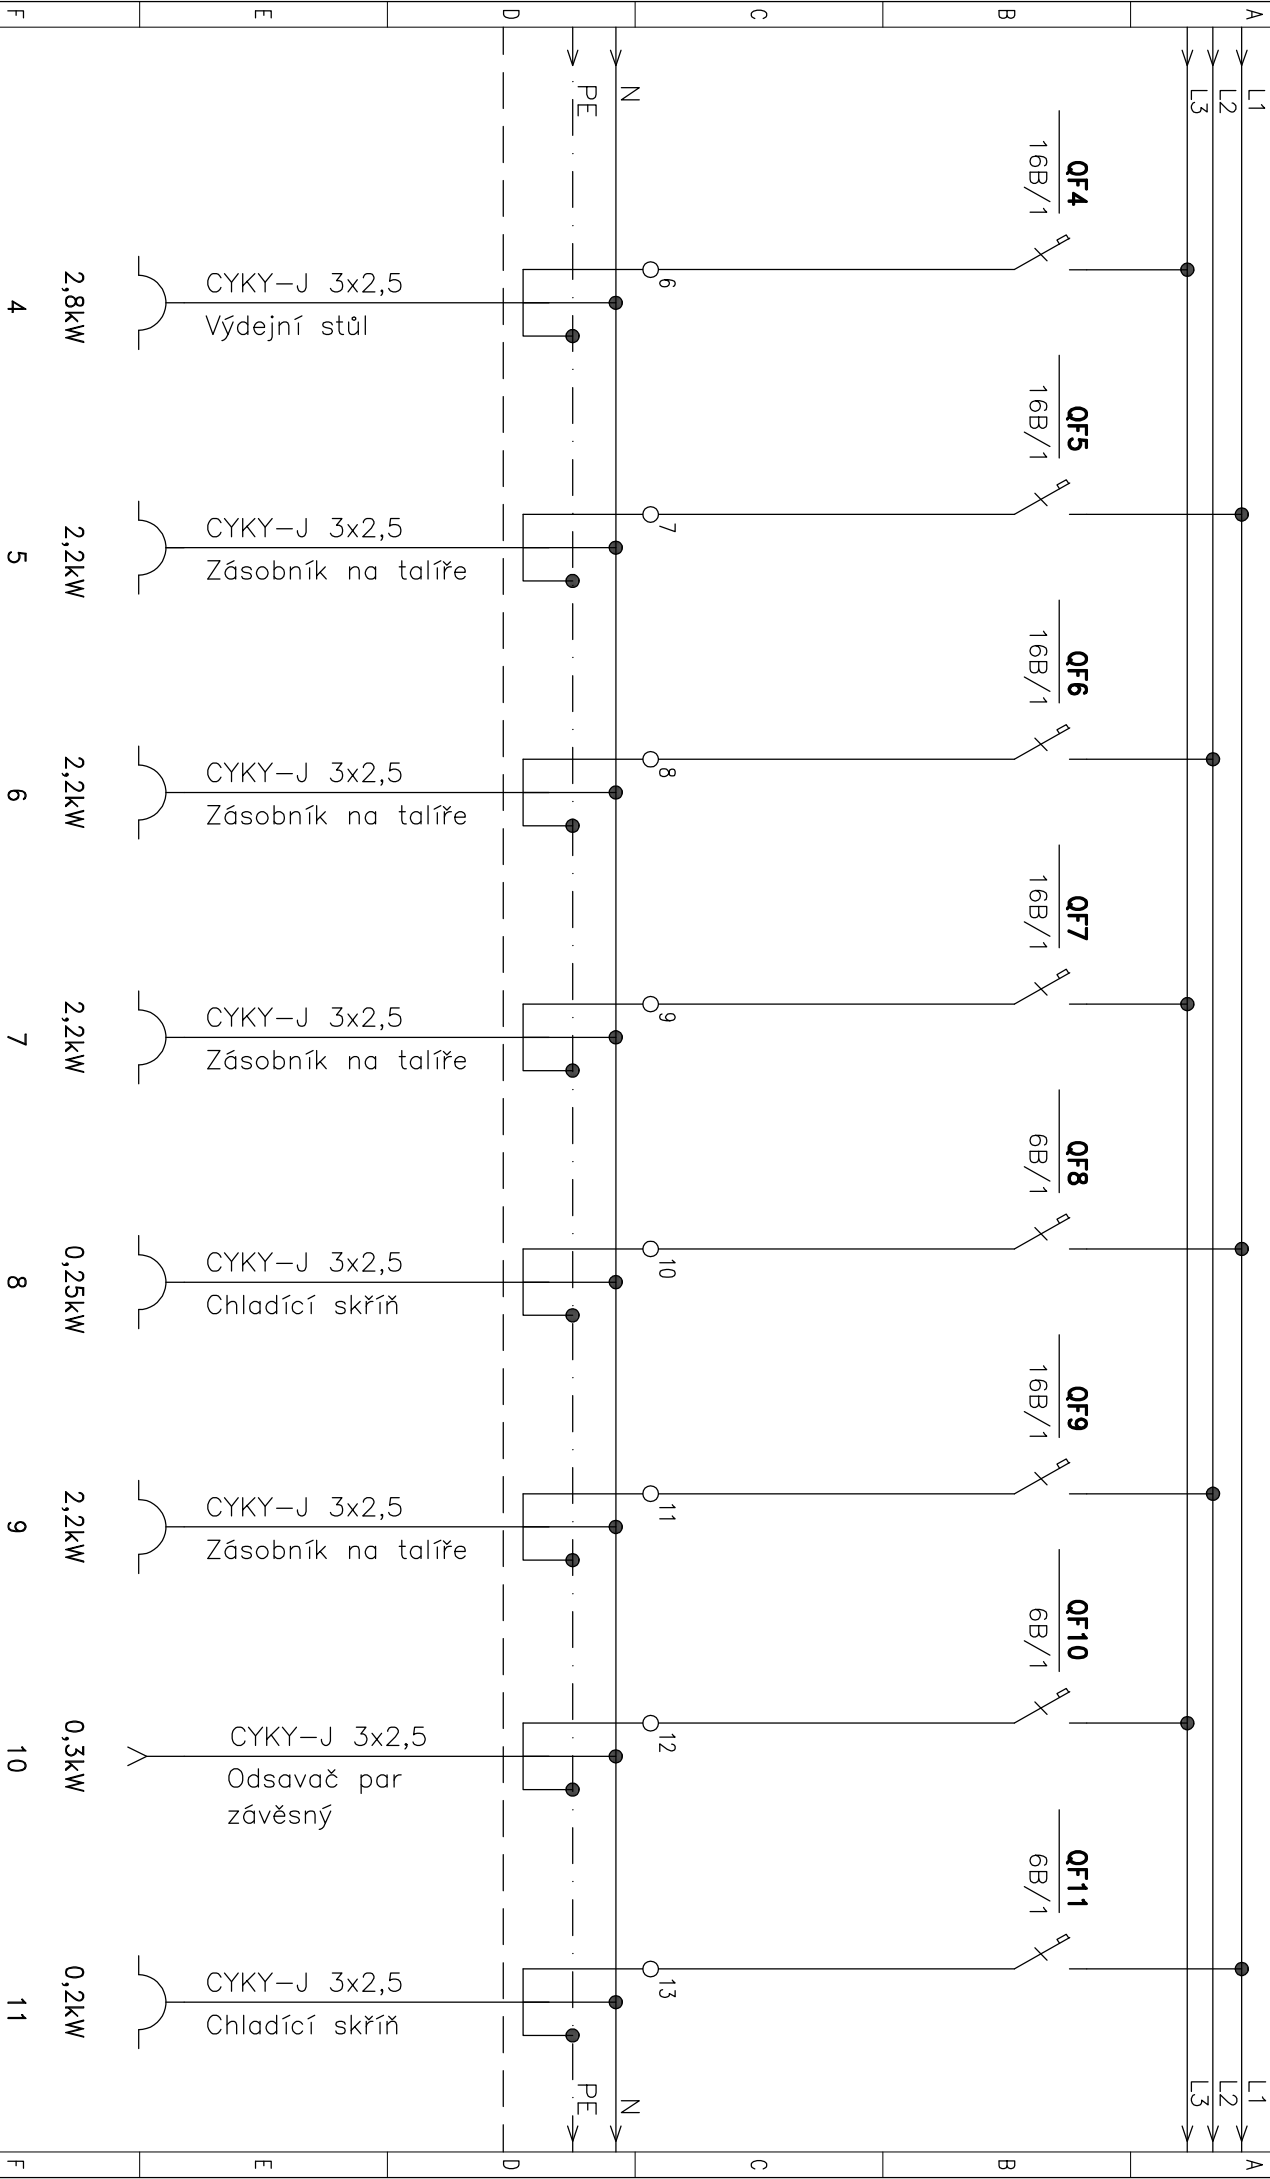 A
B
C
D
E
F
L1
L2
L3
N
PE
QF4
16B/1
6
CYKY-J 3x2,5
Výdejní stůl
2,8kW
4
QF5
16B/1
7
CYKY-J 3x2,5
Zásobník na talíře
2,2kW
5
QF6
16B/1
8
CYKY-J 3x2,5
Zásobník na talíře
2,2kW
6
QF7
16B/1
9
CYKY-J 3x2,5
Zásobník na talíře
2,2kW
7
QF8
6B/1
10
CYKY-J 3x2,5
Chladící skříň
0,25kW
8
QF9
16B/1
11
CYKY-J 3x2,5
Zásobník na talíře
2,2kW
9
QF10
6B/1
12
CYKY-J 3x2,5
Odsavač par
závěsný
0,3kW
10
QF11
6B/1
13
CYKY-J 3x2,5
Chladící skříň
0,2kW
11
L1
L2
L3
N
PE
A
B
C
D
E
F